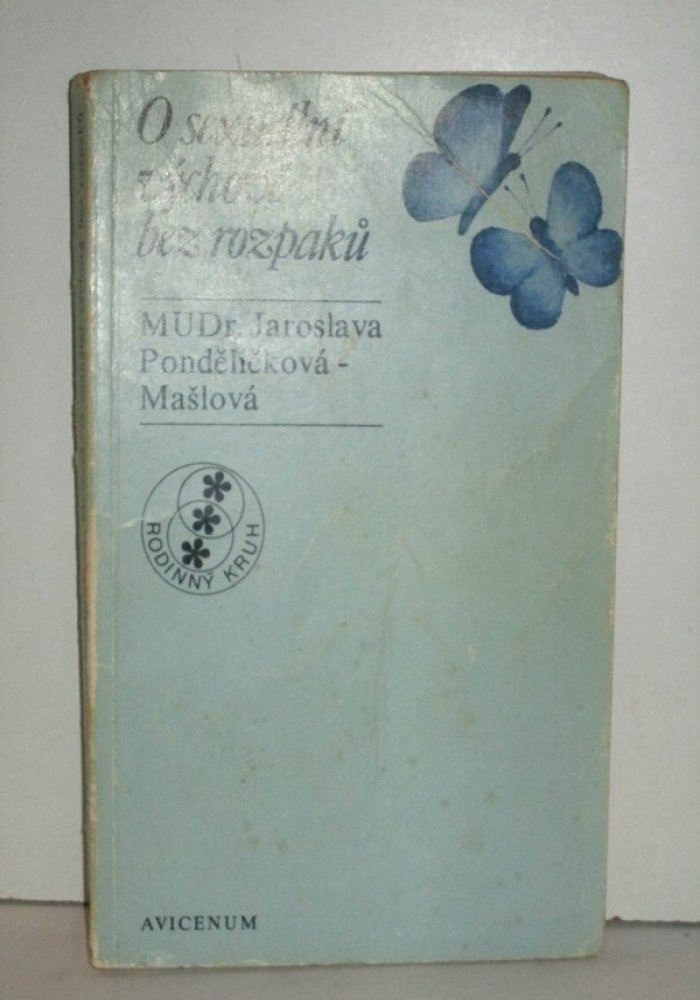 O sexuální
výchově
bez rozpaků
MUDr. Jaroslava
Pondělíčková -
Mašlová
RODINNÝ KRUH
AVICENUM